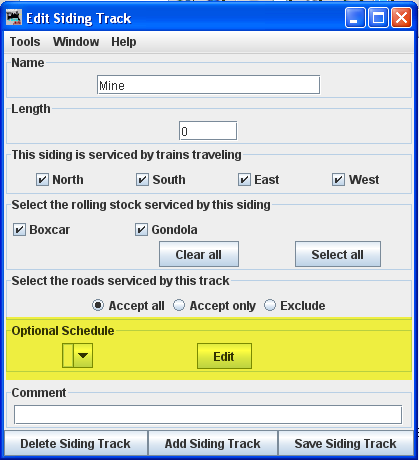 Edit Siding Track
Tools Window Help
Name
Mine
Length
0
This siding is serviced by trains traveling
North South East West
Select the rolling stock serviced by this siding
Boxcar Gondola
Clear all Select all
Select the roads serviced by this track
Accept all Accept only Exclude
Optional Schedule
Edit
Comment
Delete Siding Track Add Siding Track Save Siding Track